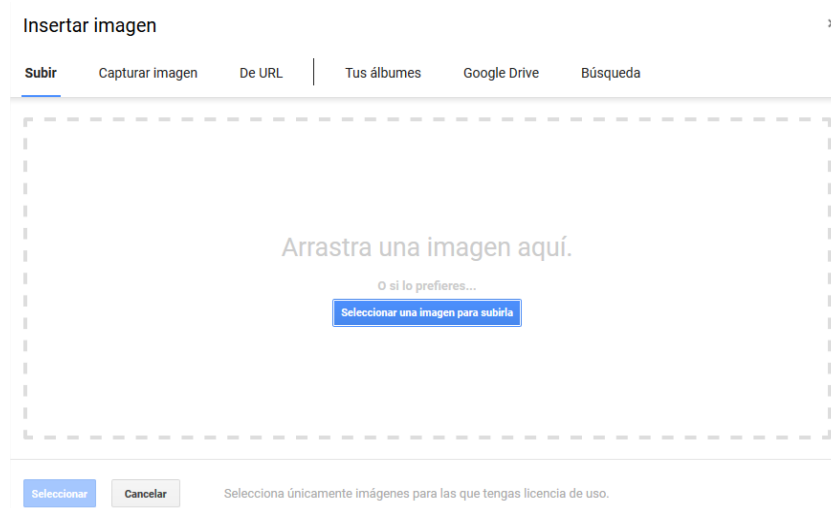 Insertar imagen
Subir Capturar imagen De URL Tus álbumes Google Drive Búsqueda
Arrastra una imagen aquí.
O si lo prefieres...
Seleccionar una imagen para subirla
Seleccionar Cancelar Selecciona únicamente imágenes para las que tengas licencia de uso.